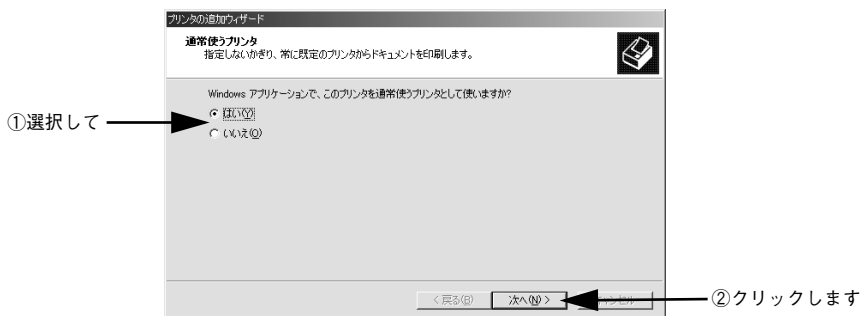 プリンタの追加ウィザード
通常使うプリンタ
指定しないかぎり、常に既定のプリンタからドキュメントを印刷します。
Windows アプリケーションで、このプリンタを通常使うプリンタとして使いますか?
①選択して
はい(Y)
いいえ(O)
< 戻る(B)
次へ(N) >
②クリックします